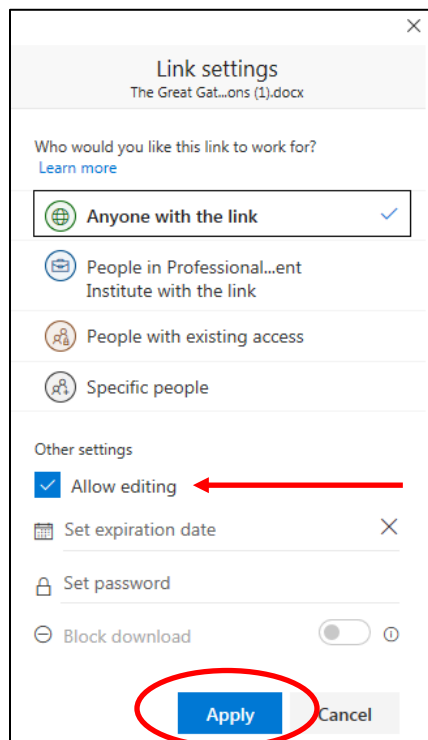 Link settings
The Great Gat...ons (1).docx
Who would you like this link to work for?
Learn more
Anyone with the link
People in Professional...ent
Institute with the link
People with existing access
Specific people
Other settings
Allow editing
Set expiration date
Set password
Block download
Apply
Cancel